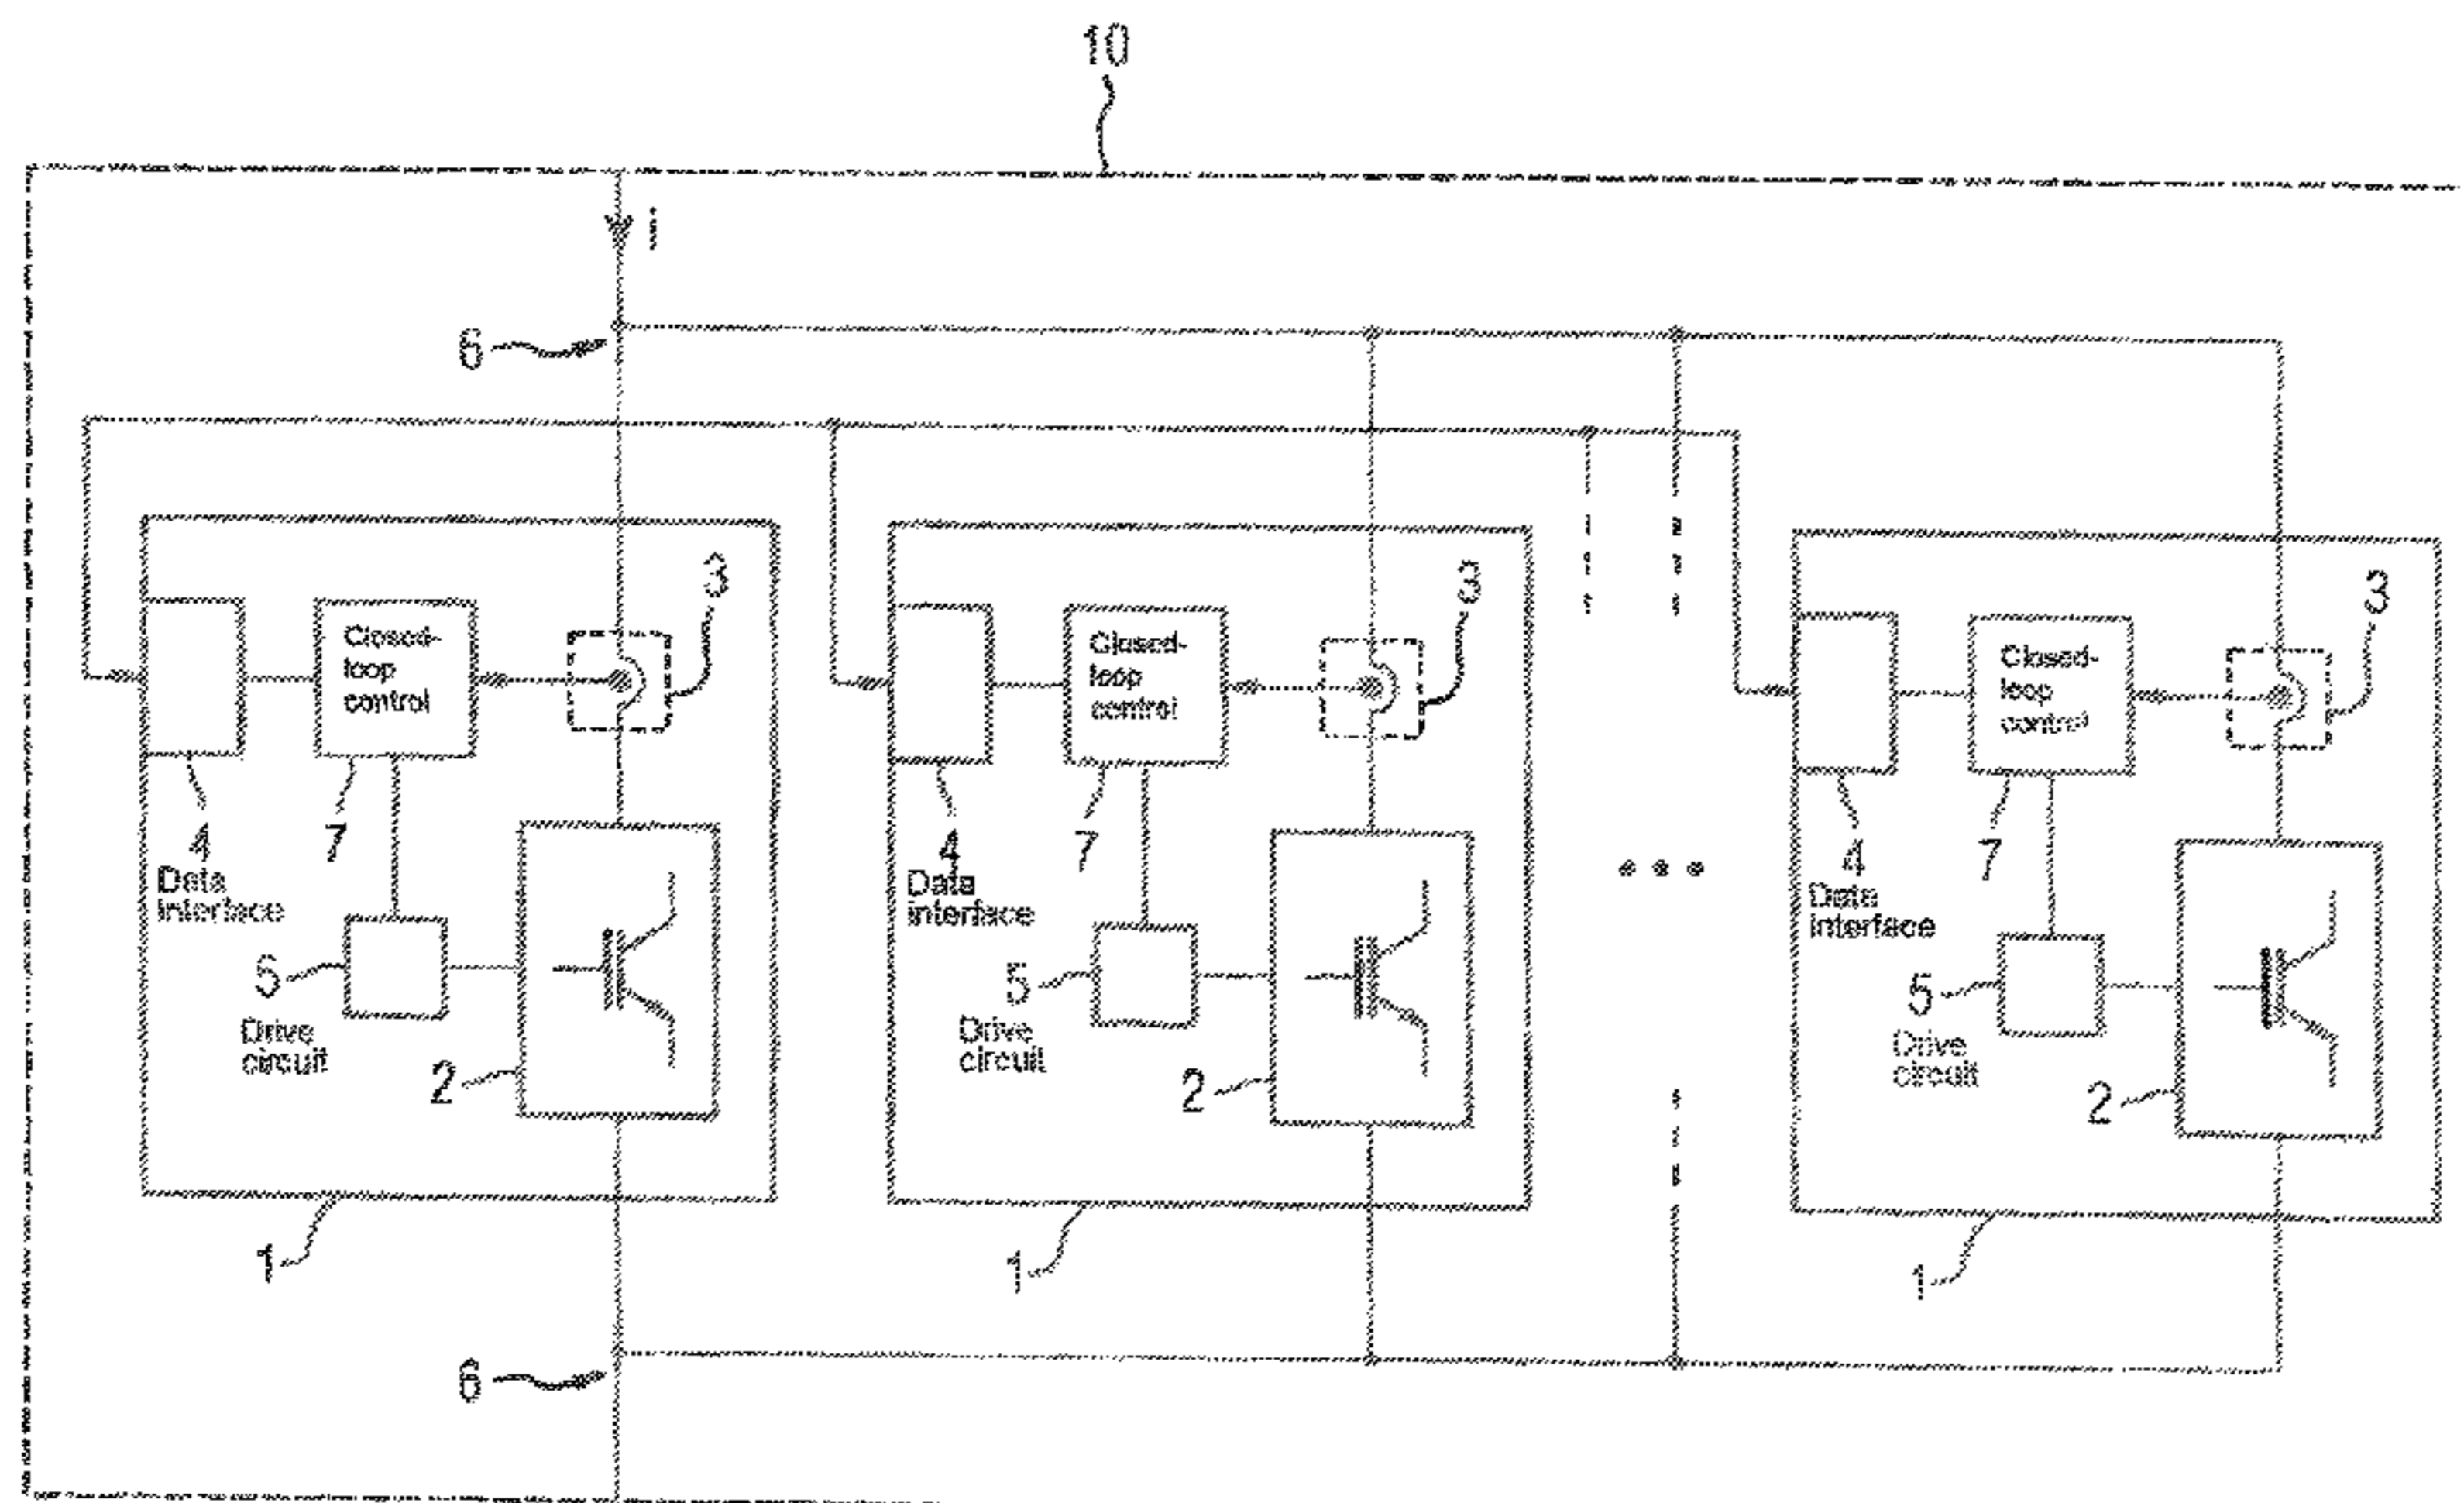 10
i
6
3
3
3
Closed-
loop
control
Closed-
loop
control
Closed-
loop
control
4
7
4
7
4
7
Data
interface
Data
interface
Data
interface
5
5
5
Drive
circuit
Drive
circuit
Drive
circuit
2
2
2
1
1
1
6